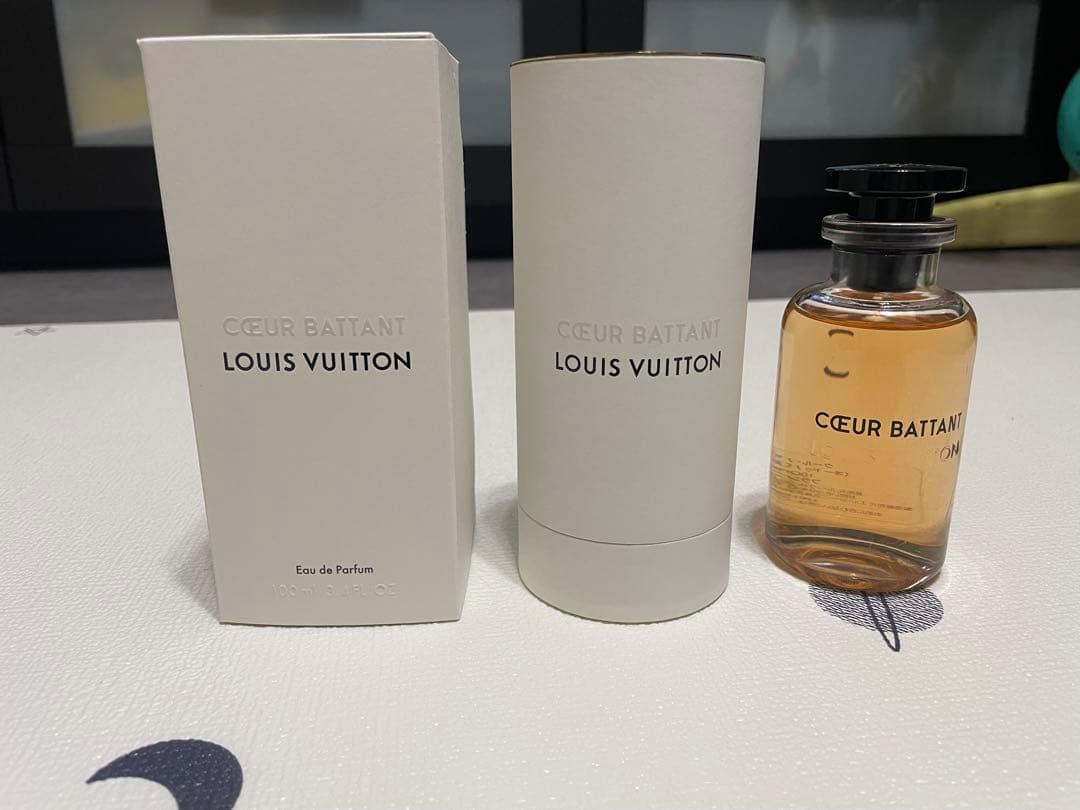 CŒUR BATTANT
LOUIS VUITTON
Eau de Parfum
100 ml 3.4 FL OZ
CŒUR BATTANT
LOUIS VUITTON
CŒUR BATTANT
ON